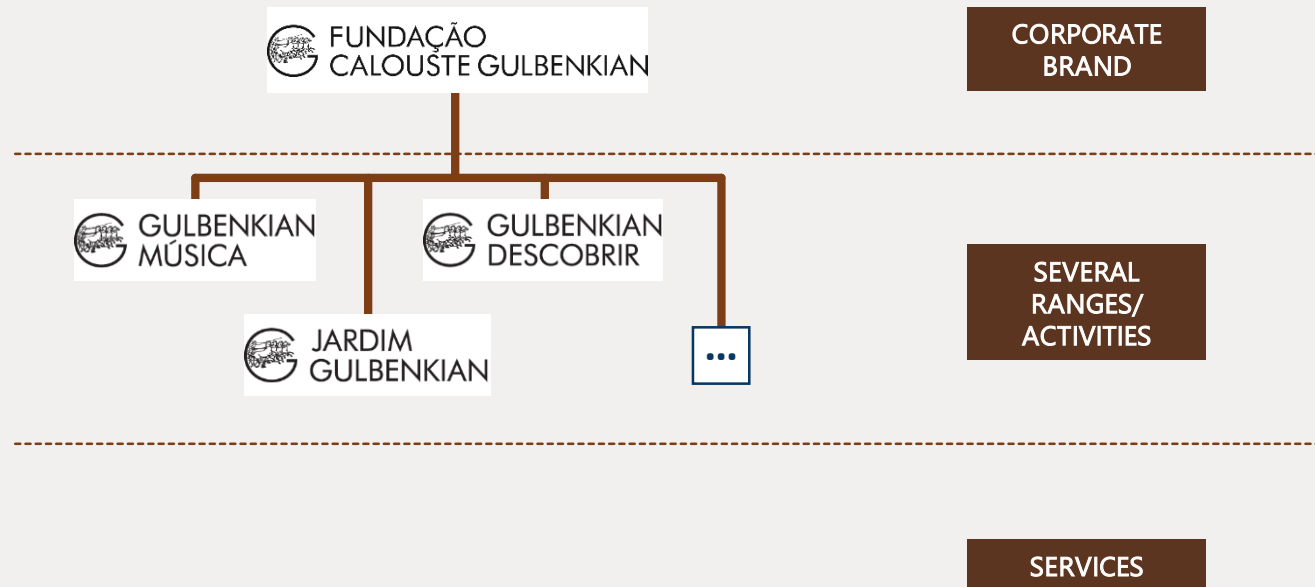 FUNDAÇÃO
CALOUSTE GULBENKIAN
CORPORATE
BRAND
GULBENKIAN
MÚSICA
GULBENKIAN
DESCOBRIR
JARDIM
GULBENKIAN
...
SEVERAL
RANGES/
ACTIVITIES
SERVICES